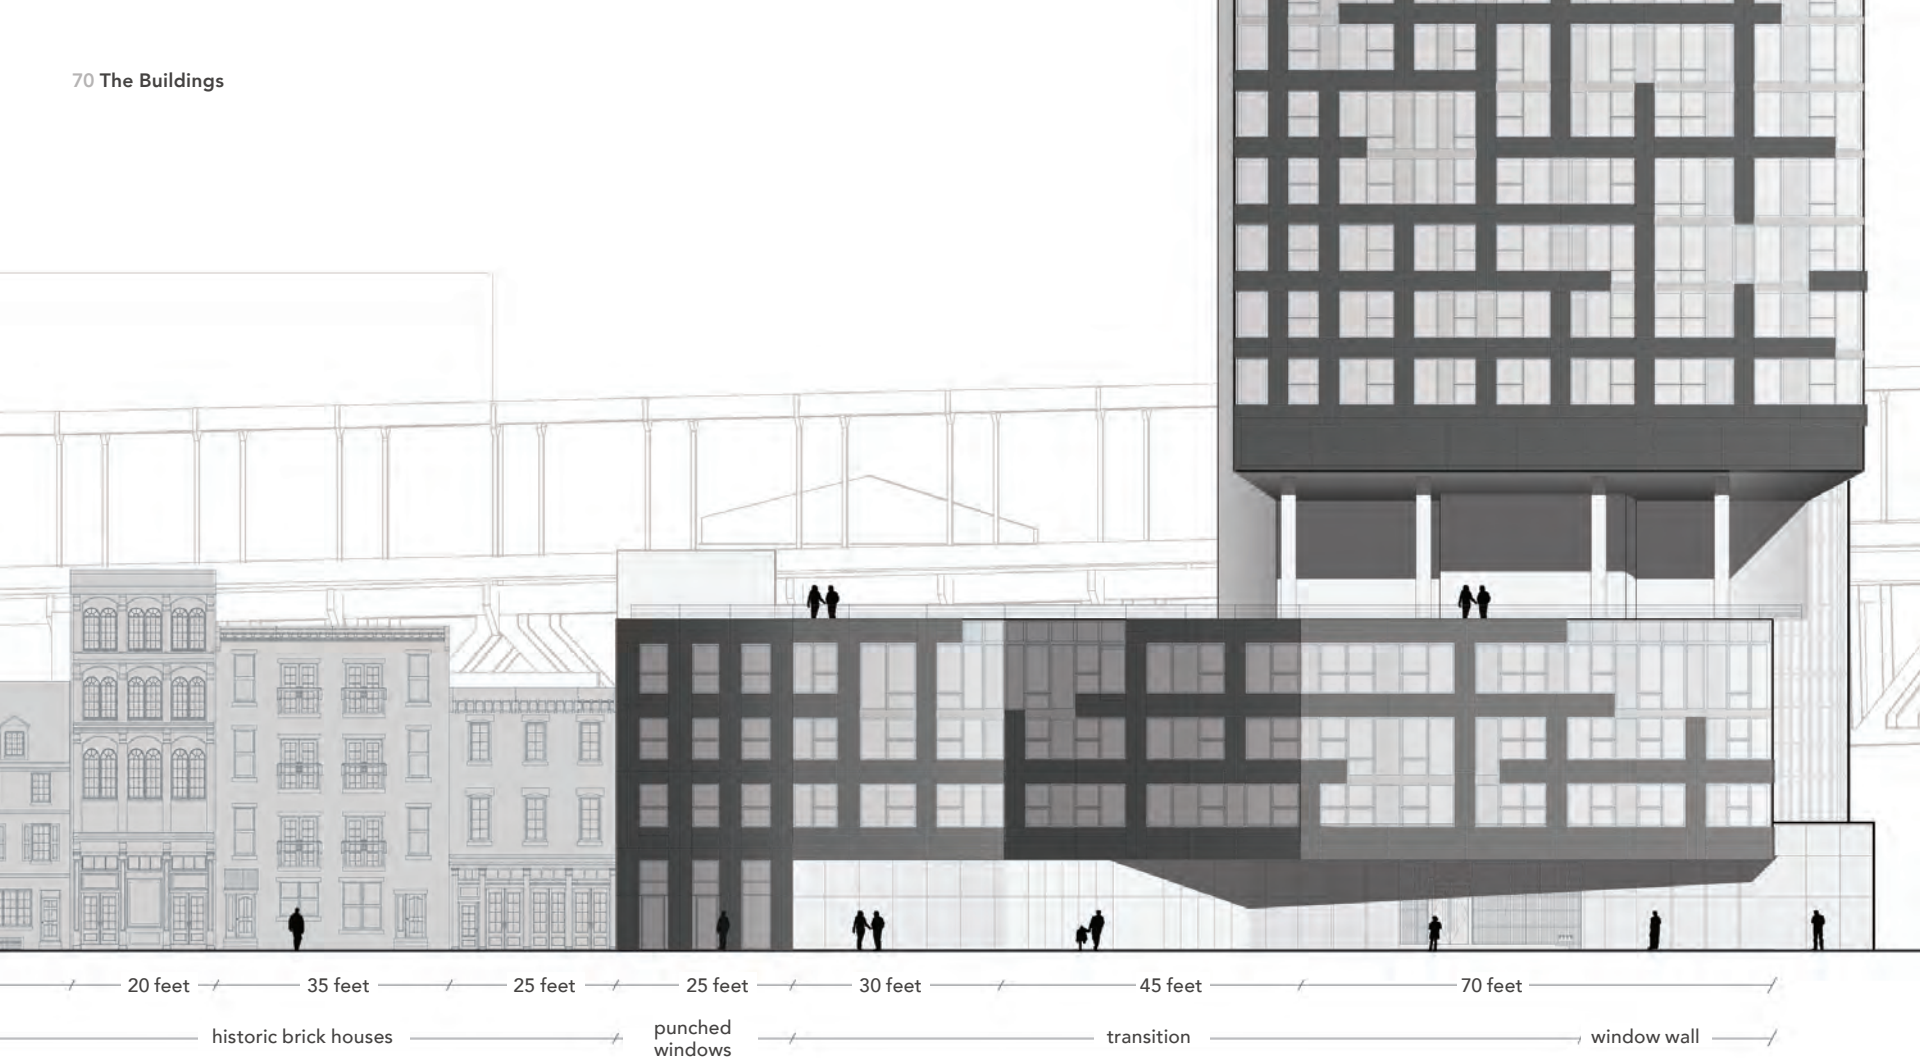 70 The Buildings
20 feet
35 feet
25 feet
25 feet
30 feet
45 feet
70 feet
historic brick houses
punched
windows
transition
window wall